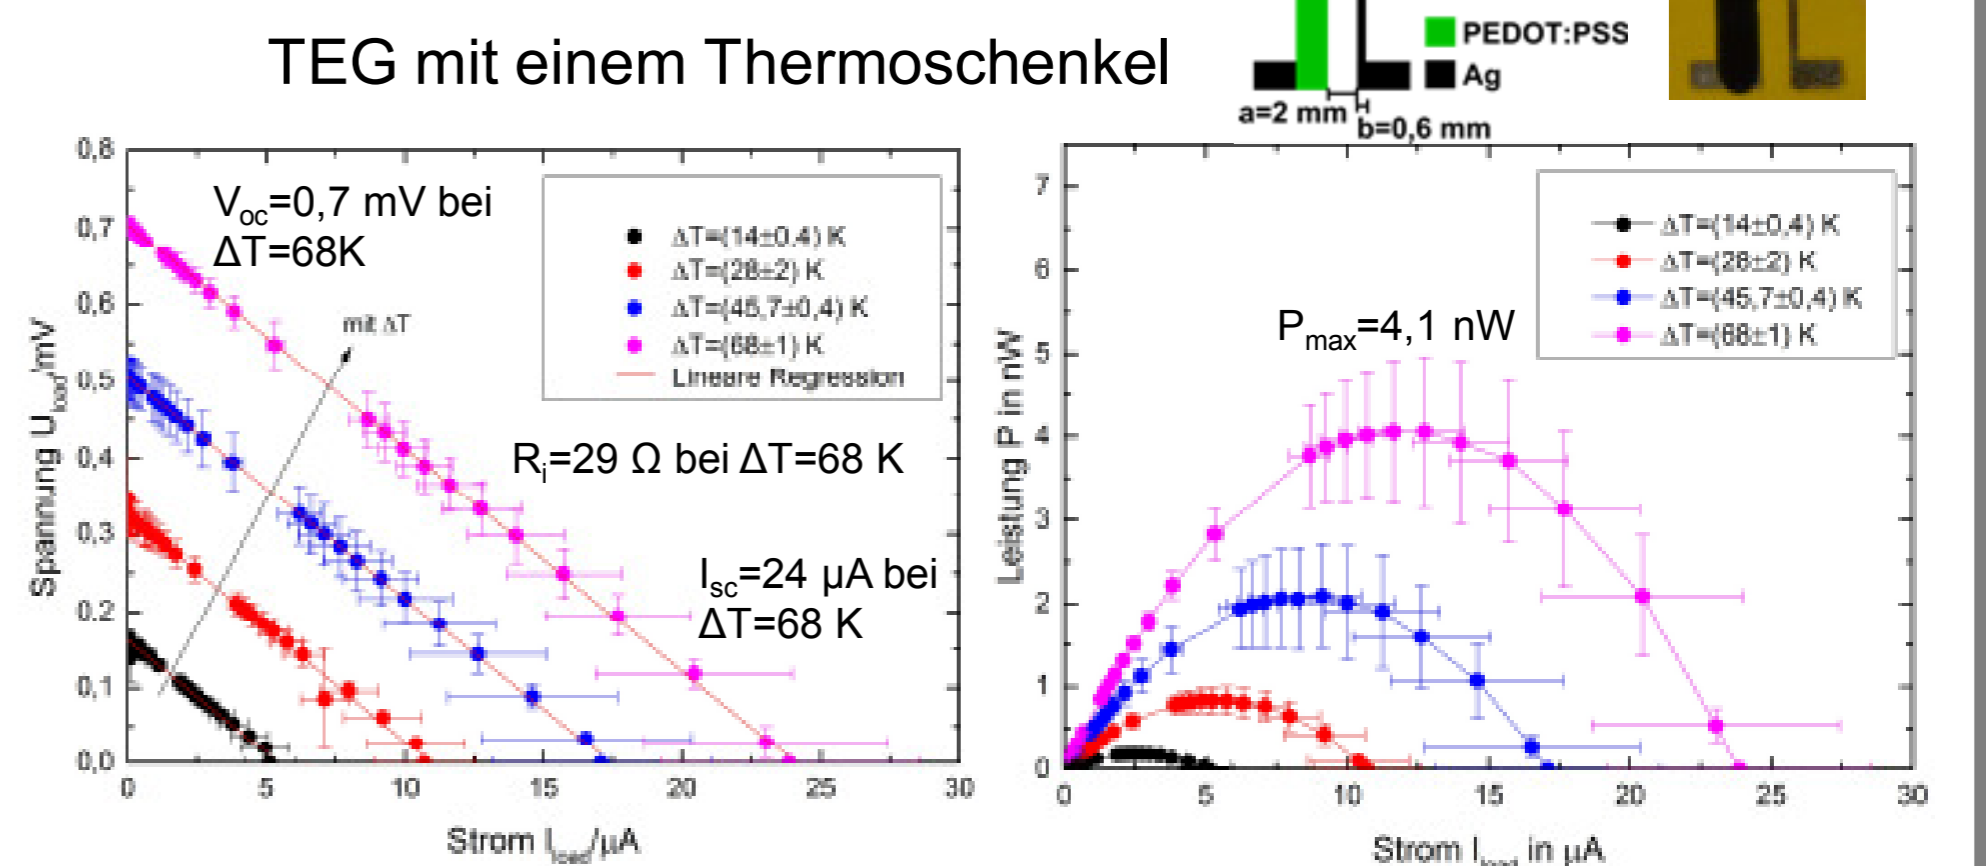 TEG mit einem Thermoschenkel
PEDOT:PSS
Ag
a=2 mm
b=0,6 mm
0,8
0,7
0,6
0,5
0,4
0,3
0,2
0,1
0,0
Spannung U_load/mV
V_oc=0,7 mV bei
ΔT=68K
mit ΔT
ΔT=(14±0.4) K
ΔT=(28±2) K
ΔT=(45,7±0,4) K
ΔT=(68±1) K
Lineare Regression
R_i=29 Ω bei ΔT=68 K
I_sc=24 µA bei
ΔT=68 K
0 5 10 15 20 25 30
Strom I_load/µA
7
6
5
4
3
2
1
0
Leistung P in nW
P_max=4,1 nW
ΔT=(14±0,4) K
ΔT=(28±2) K
ΔT=(45,7±0,4) K
ΔT=(68±1) K
0 5 10 15 20 25 30
Strom I_load in µA